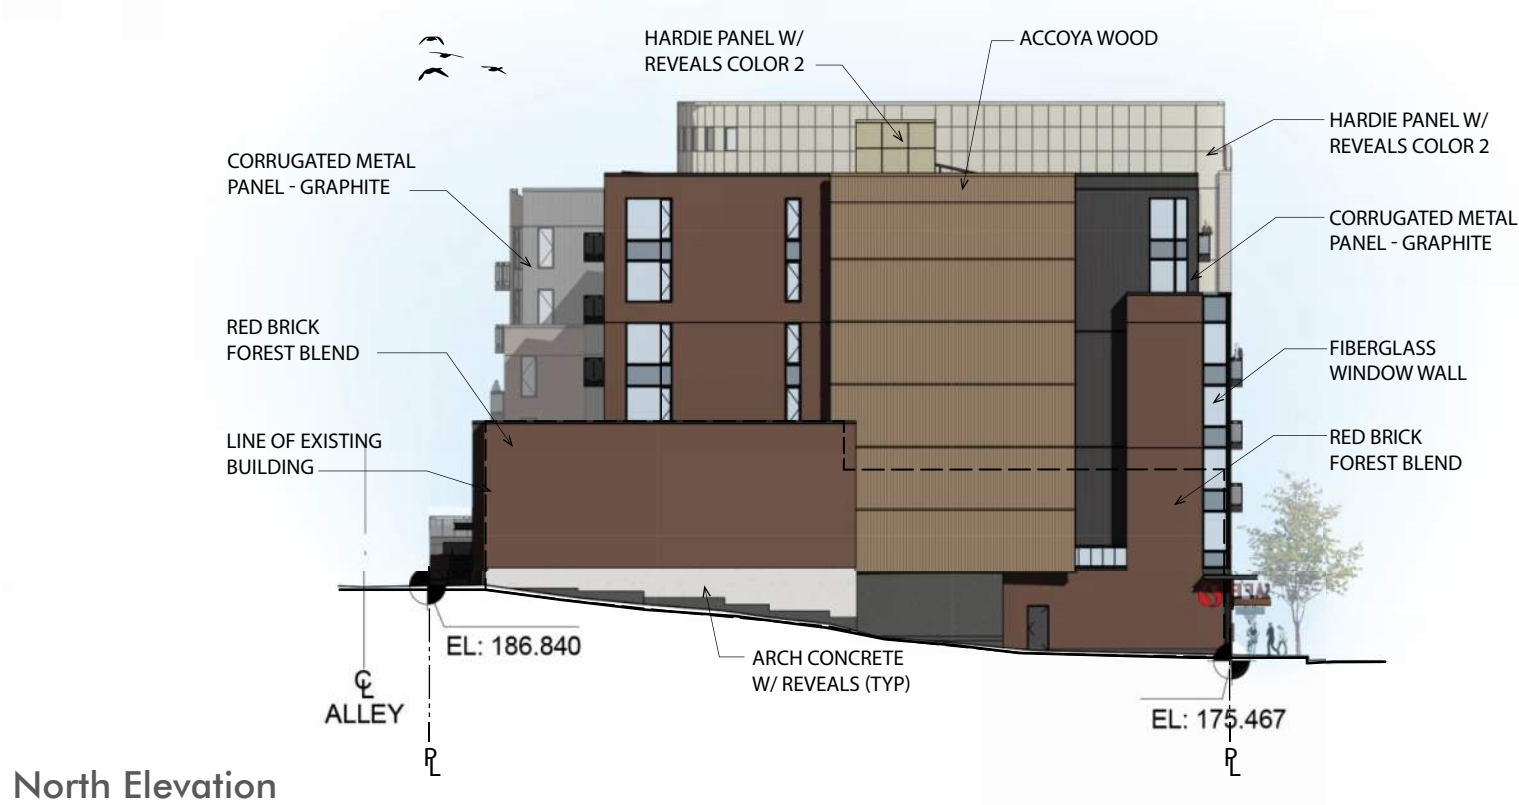 HARDIE PANEL W/
REVEALS COLOR 2
ACCOYA WOOD
HARDIE PANEL W/
REVEALS COLOR 2
CORRUGATED METAL
PANEL - GRAPHITE
CORRUGATED METAL
PANEL - GRAPHITE
RED BRICK
FOREST BLEND
FIBERGLASS
WINDOW WALL
LINE OF EXISTING
BUILDING
RED BRICK
FOREST BLEND
EL: 186.840
ARCH CONCRETE
W/ REVEALS (TYP)
CL
ALLEY
EL: 175.467
PL
PL
North Elevation